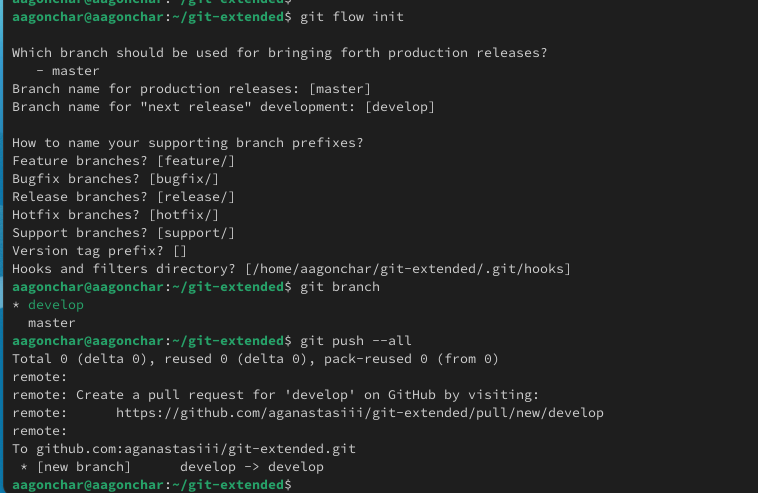 aagonchar@aagonchar:~/git-extended$ git flow init

Which branch should be used for bringing forth production releases?
   - master
Branch name for production releases: [master]
Branch name for "next release" development: [develop]

How to name your supporting branch prefixes?
Feature branches? [feature/]
Bugfix branches? [bugfix/]
Release branches? [release/]
Hotfix branches? [hotfix/]
Support branches? [support/]
Version tag prefix? []
Hooks and filters directory? [/home/aagonchar/git-extended/.git/hooks]
aagonchar@aagonchar:~/git-extended$ git branch
* develop
  master
aagonchar@aagonchar:~/git-extended$ git push --all
Total 0 (delta 0), reused 0 (delta 0), pack-reused 0 (from 0)
remote:
remote: Create a pull request for 'develop' on GitHub by visiting:
remote:      https://github.com/aganastasiii/git-extended/pull/new/develop
remote:
To github.com:aganastasiii/git-extended.git
 * [new branch]      develop -> develop
aagonchar@aagonchar:~/git-extended$